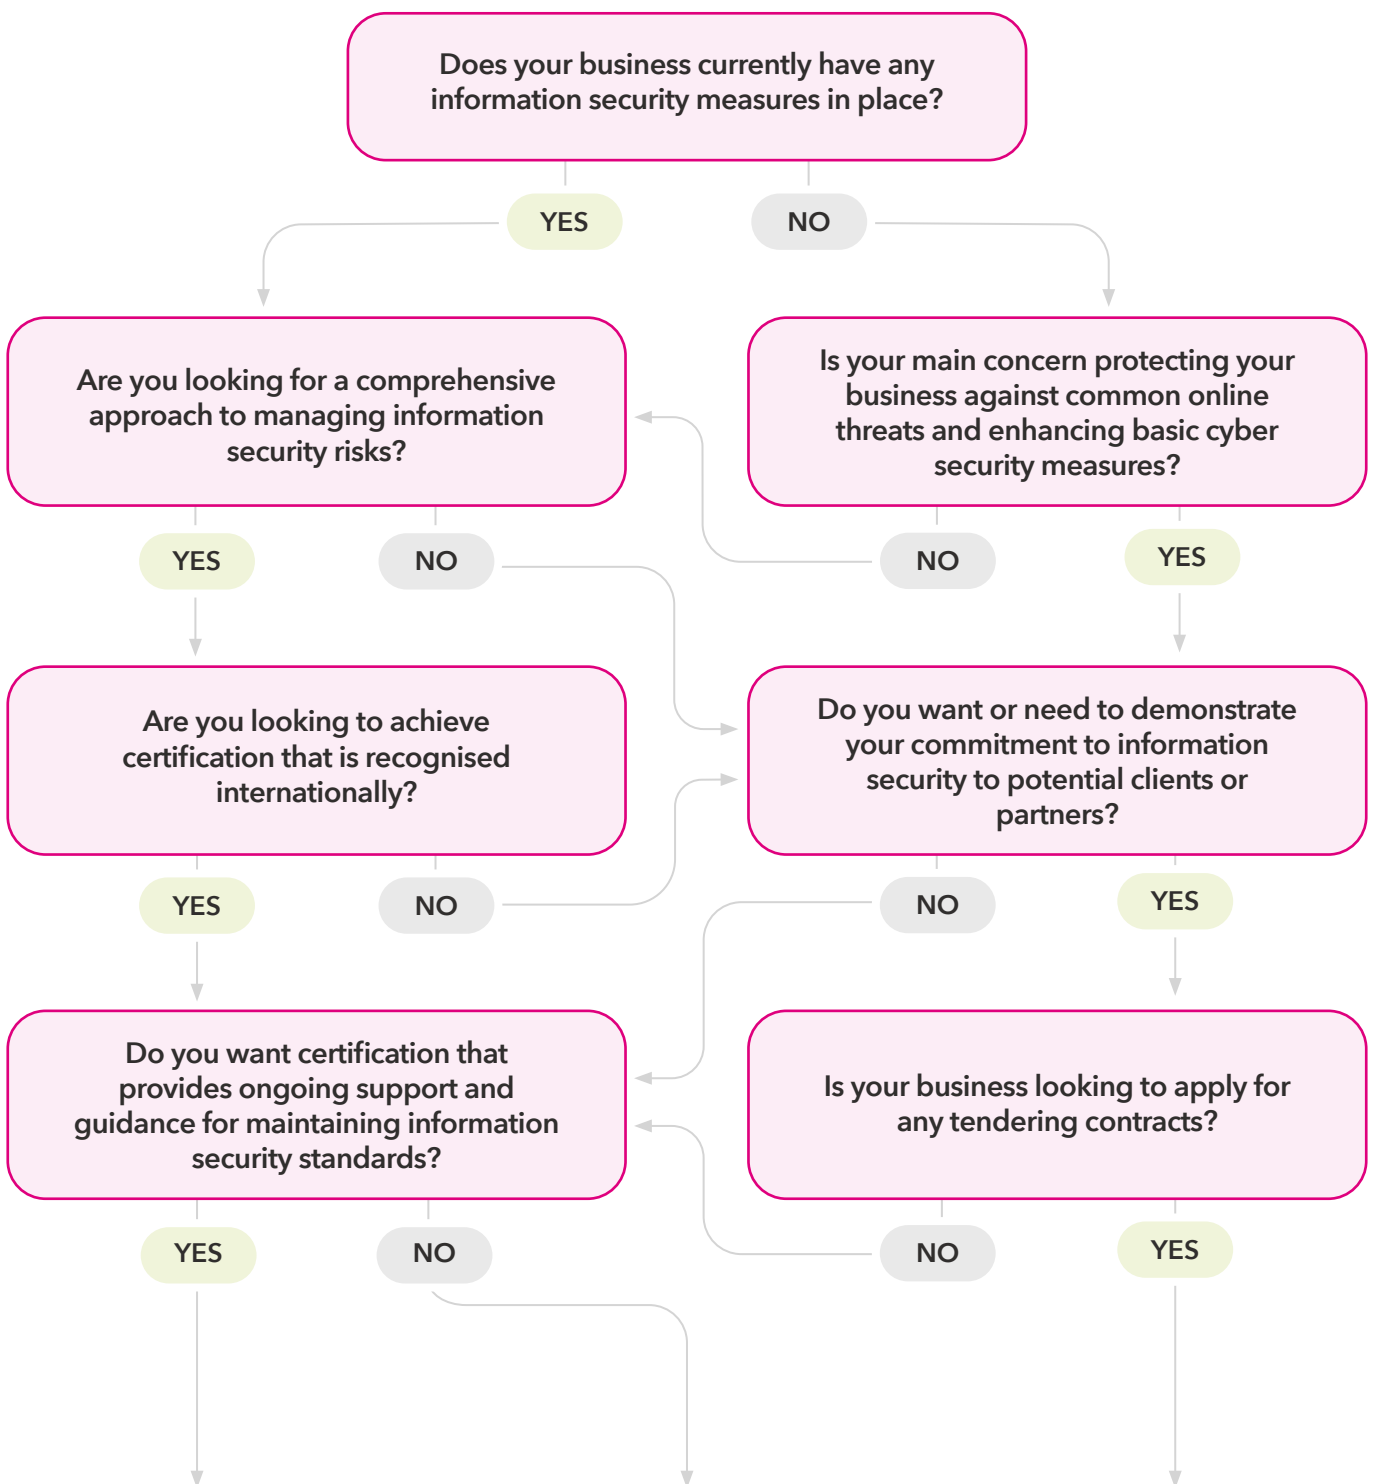 Does your business currently have any
information security measures in place?
YES
NO
Are you looking for a comprehensive
approach to managing information
security risks?
Is your main concern protecting your
business against common online
threats and enhancing basic cyber
security measures?
YES
NO
NO
YES
Are you looking to achieve
certification that is recognised
internationally?
Do you want or need to demonstrate
your commitment to information
security to potential clients or
partners?
YES
NO
NO
YES
Do you want certification that
provides ongoing support and
guidance for maintaining information
security standards?
Is your business looking to apply for
any tendering contracts?
YES
NO
NO
YES